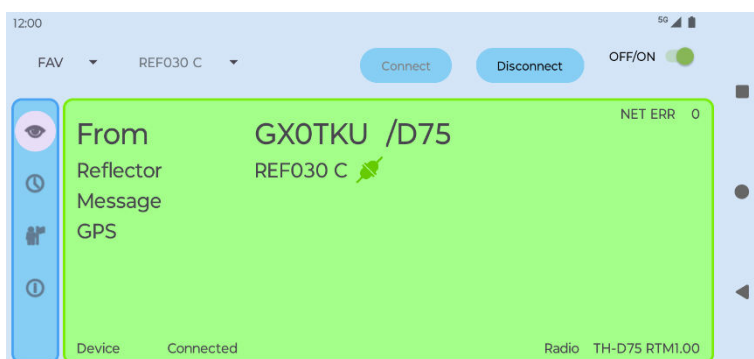 12:00 5G
FAV REF030 C Connect Disconnect OFF/ON
NET ERR 0
From GX0TKU /D75
Reflector REF030 C
Message
GPS
Device Connected Radio TH-D75 RTM1.00